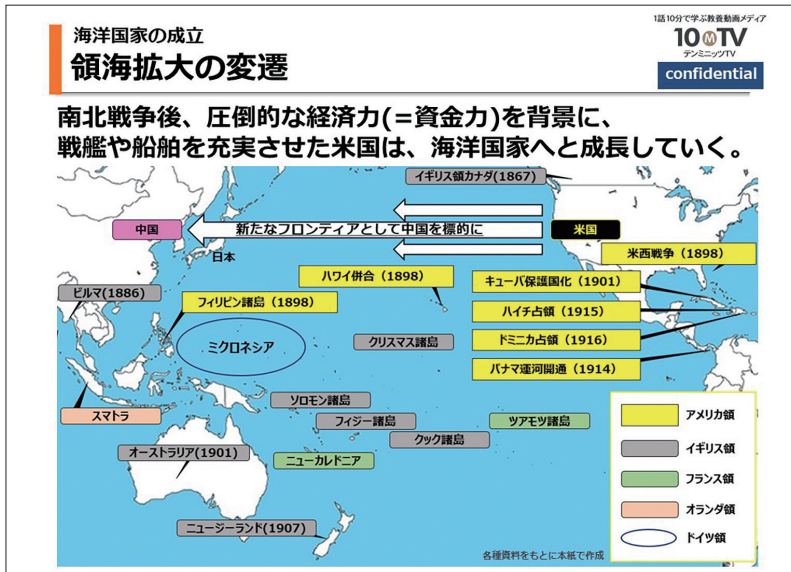 海洋国家の成立
領海拡大の変遷
1話10分で学ぶ教養動画メディア
10MTV
テンミニッツTV
confidential
南北戦争後、圧倒的な経済力(=資金力)を背景に、
戦艦や船舶を充実させた米国は、海洋国家へと成長していく。
イギリス領カナダ(1867)
中国
新たなフロンティアとして中国を標的に
米国
日本
米西戦争（1898）
ハワイ併合（1898）
キューバ保護国化（1901）
ビルマ(1886)
フィリピン諸島（1898）
ハイチ占領（1915）
ミクロネシア
クリスマス諸島
ドミニカ占領（1916）
パナマ運河開通（1914）
スマトラ
ソロモン諸島
フィジー諸島
ツアモツ諸島
クック諸島
オーストラリア(1901)
ニューカレドニア
ニュージーランド(1907)
アメリカ領
イギリス領
フランス領
オランダ領
ドイツ領
各種資料をもとに本紙で作成